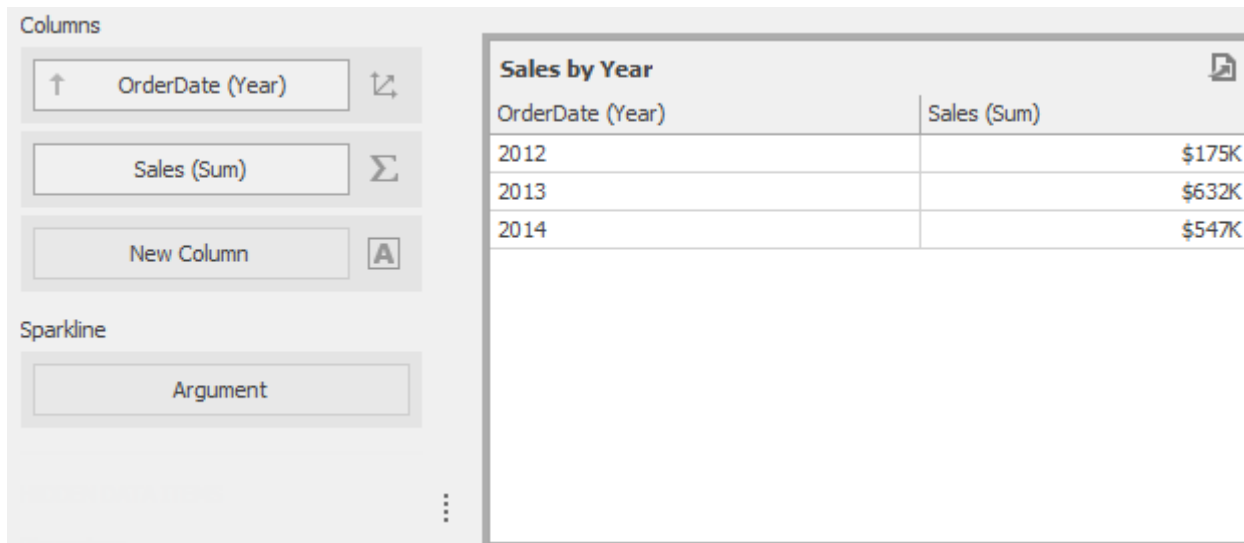 Columns
OrderDate (Year)
Sales (Sum)
New Column
A
Sparkline
Argument
Sales by Year
OrderDate (Year) Sales (Sum)
2012 $175K
2013 $632K
2014 $547K